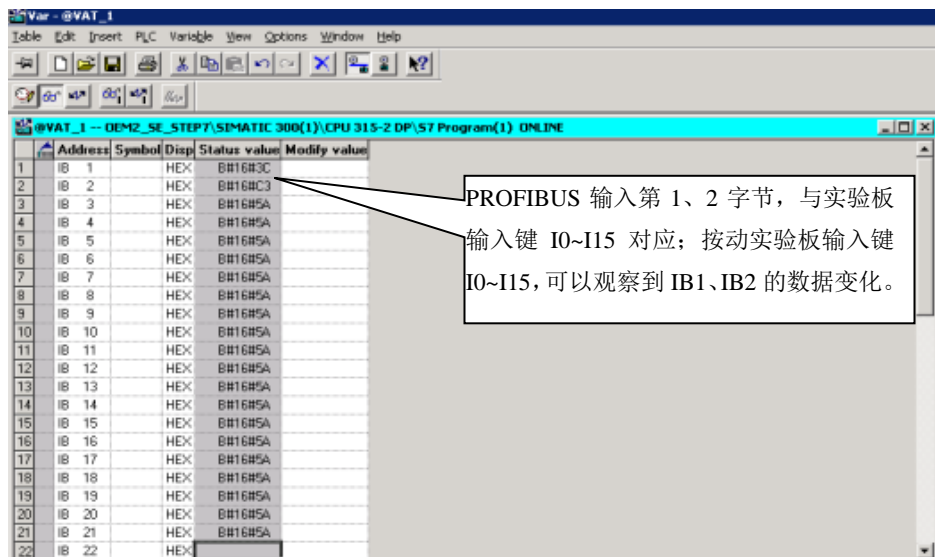 Var - @VAT_1
Table Edit Insert PLC Variable View Options Window Help
@VAT_1 -- OEM2_SE_STEP7\SIMATIC 300(1)\CPU 315-2 DP\S7 Program(1) ONLINE
Address Symbol Disp Status value Modify value
1 IB 1 HEX B#16#3C
2 IB 2 HEX B#16#C3
3 IB 3 HEX B#16#5A
4 IB 4 HEX B#16#5A
5 IB 5 HEX B#16#5A
6 IB 6 HEX B#16#5A
7 IB 7 HEX B#16#5A
8 IB 8 HEX B#16#5A
9 IB 9 HEX B#16#5A
10 IB 10 HEX B#16#5A
11 IB 11 HEX B#16#5A
12 IB 12 HEX B#16#5A
13 IB 13 HEX B#16#5A
14 IB 14 HEX B#16#5A
15 IB 15 HEX B#16#5A
16 IB 16 HEX B#16#5A
17 IB 17 HEX B#16#5A
18 IB 18 HEX B#16#5A
19 IB 19 HEX B#16#5A
20 IB 20 HEX B#16#5A
21 IB 21 HEX B#16#5A
22 IB 22 HEX
PROFIBUS 输入第 1、2 字节，与实验板
输入键 I0~I15 对应；按动实验板输入键
I0~I15，可以观察到 IB1、IB2 的数据变化。